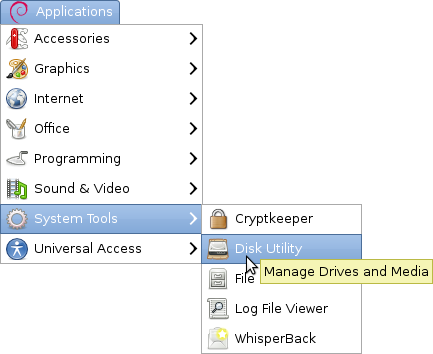 Applications
Accessories
Graphics
Internet
Office
Programming
Sound & Video
System Tools
Universal Access
Cryptkeeper
Disk Utility
Manage Drives and Media
File
Log File Viewer
WhisperBack